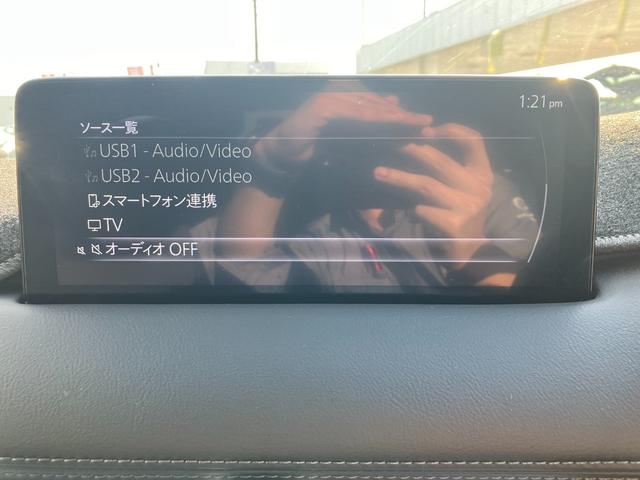 1:21 pm
ソース一覧
USB1 - Audio/Video
USB2 - Audio/Video
スマートフォン連携
TV
オーディオ OFF